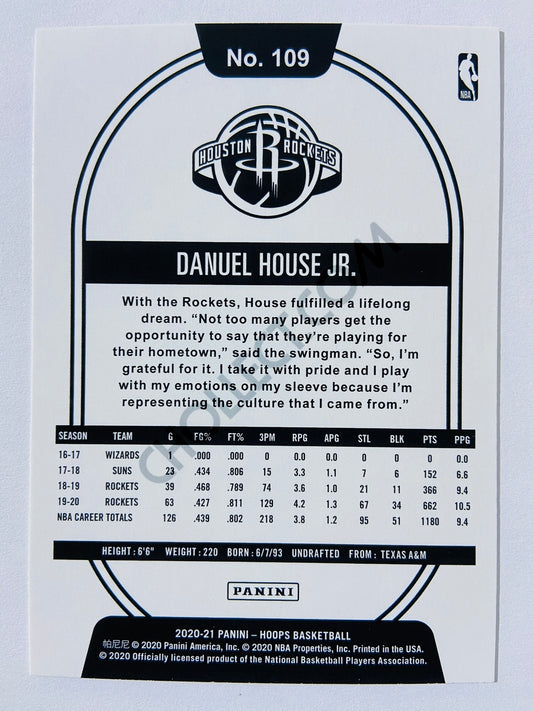 No. 109
NBA
HOUSTON ROCKETS
DANUEL HOUSE JR.
With the Rockets, House fulfilled a lifelong
dream. “Not too many players get the
opportunity to say that they’re playing for
their hometown,” said the swingman. “So, I’m
grateful for it. I take it with pride and I play
with my emotions on my sleeve because I’m
representing the culture that I came from.”
CHOLLECT.COM
SEASON TEAM G FG% FT% 3PM RPG APG STL BLK PTS PPG
16-17 WIZARDS 1 .000 .000 0 0.0 0.0 0 0 0 0.0
17-18 SUNS 23 .434 .806 15 3.3 1.1 7 6 152 6.6
18-19 ROCKETS 39 .468 .789 74 3.6 1.0 21 11 366 9.4
19-20 ROCKETS 63 .427 .811 129 4.2 1.3 67 34 662 10.5
NBA CAREER TOTALS 126 .439 .802 218 3.8 1.2 95 51 1180 9.4
HEIGHT: 6'6" WEIGHT: 220 BORN: 6/7/93 UNDRAFTED FROM: TEXAS A&M
PANINI
2020-21 PANINI – HOOPS BASKETBALL
帕尼尼 © 2020 Panini America, Inc. © 2020 NBA Properties, Inc. Printed in the USA.
© 2020 Officially licensed product of the National Basketball Players Association.